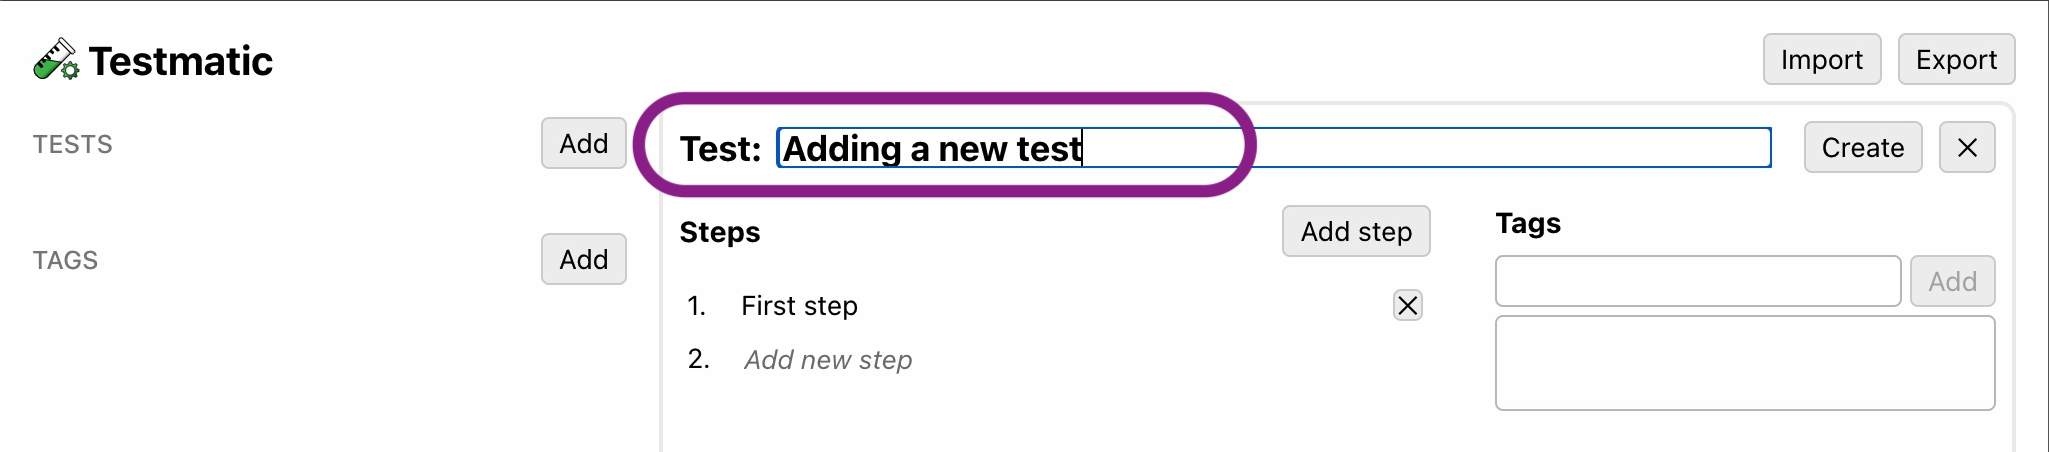 Testmatic
Import Export
TESTS Add
Test: Adding a new test
Create
TAGS Add
Steps
Add step
1. First step
2. Add new step
Tags
Add